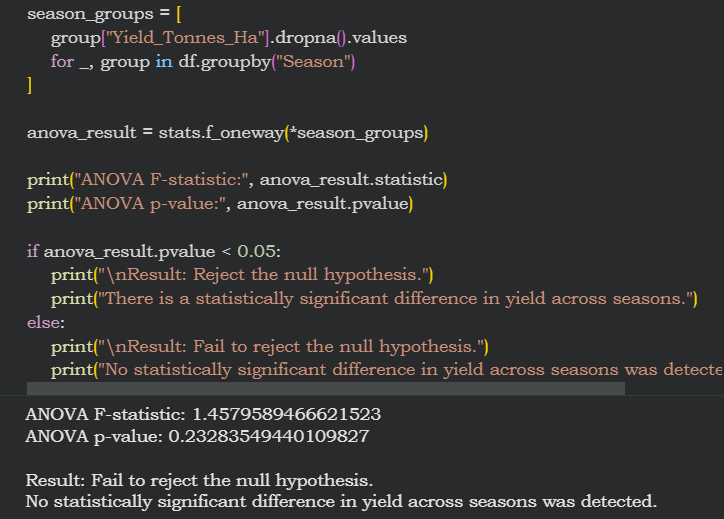 season_groups = [
    group["Yield_Tonnes_Ha"].dropna().values
    for _, group in df.groupby("Season")
]

anova_result = stats.f_oneway(*season_groups)

print("ANOVA F-statistic:", anova_result.statistic)
print("ANOVA p-value:", anova_result.pvalue)

if anova_result.pvalue < 0.05:
    print("\nResult: Reject the null hypothesis.")
    print("There is a statistically significant difference in yield across seasons.")
else:
    print("\nResult: Fail to reject the null hypothesis.")
    print("No statistically significant difference in yield across seasons was detecte
ANOVA F-statistic: 1.4579589466621523
ANOVA p-value: 0.23283549440109827

Result: Fail to reject the null hypothesis.
No statistically significant difference in yield across seasons was detected.